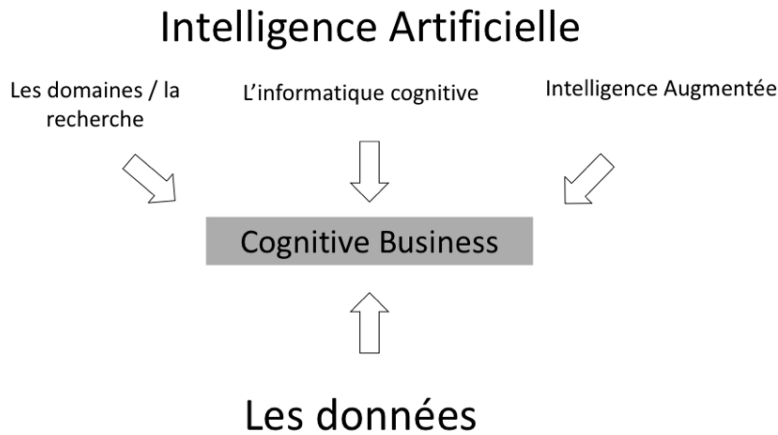 Intelligence Artificielle
Les domaines / la
recherche
L'informatique cognitive
Intelligence Augmentée
Cognitive Business
Les données